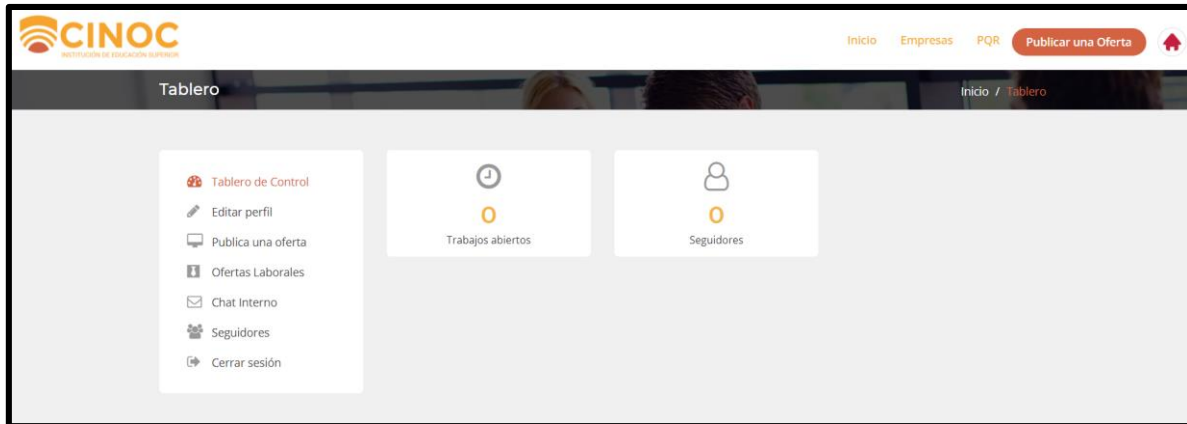 CINOC
INSTITUCIÓN DE EDUCACIÓN SUPERIOR
Inicio Empresas PQR Publicar una Oferta
Tablero
Inicio / Tablero
Tablero de Control
Editar perfil
Publica una oferta
Ofertas Laborales
Chat Interno
Seguidores
Cerrar sesión
0
Trabajos abiertos
0
Seguidores